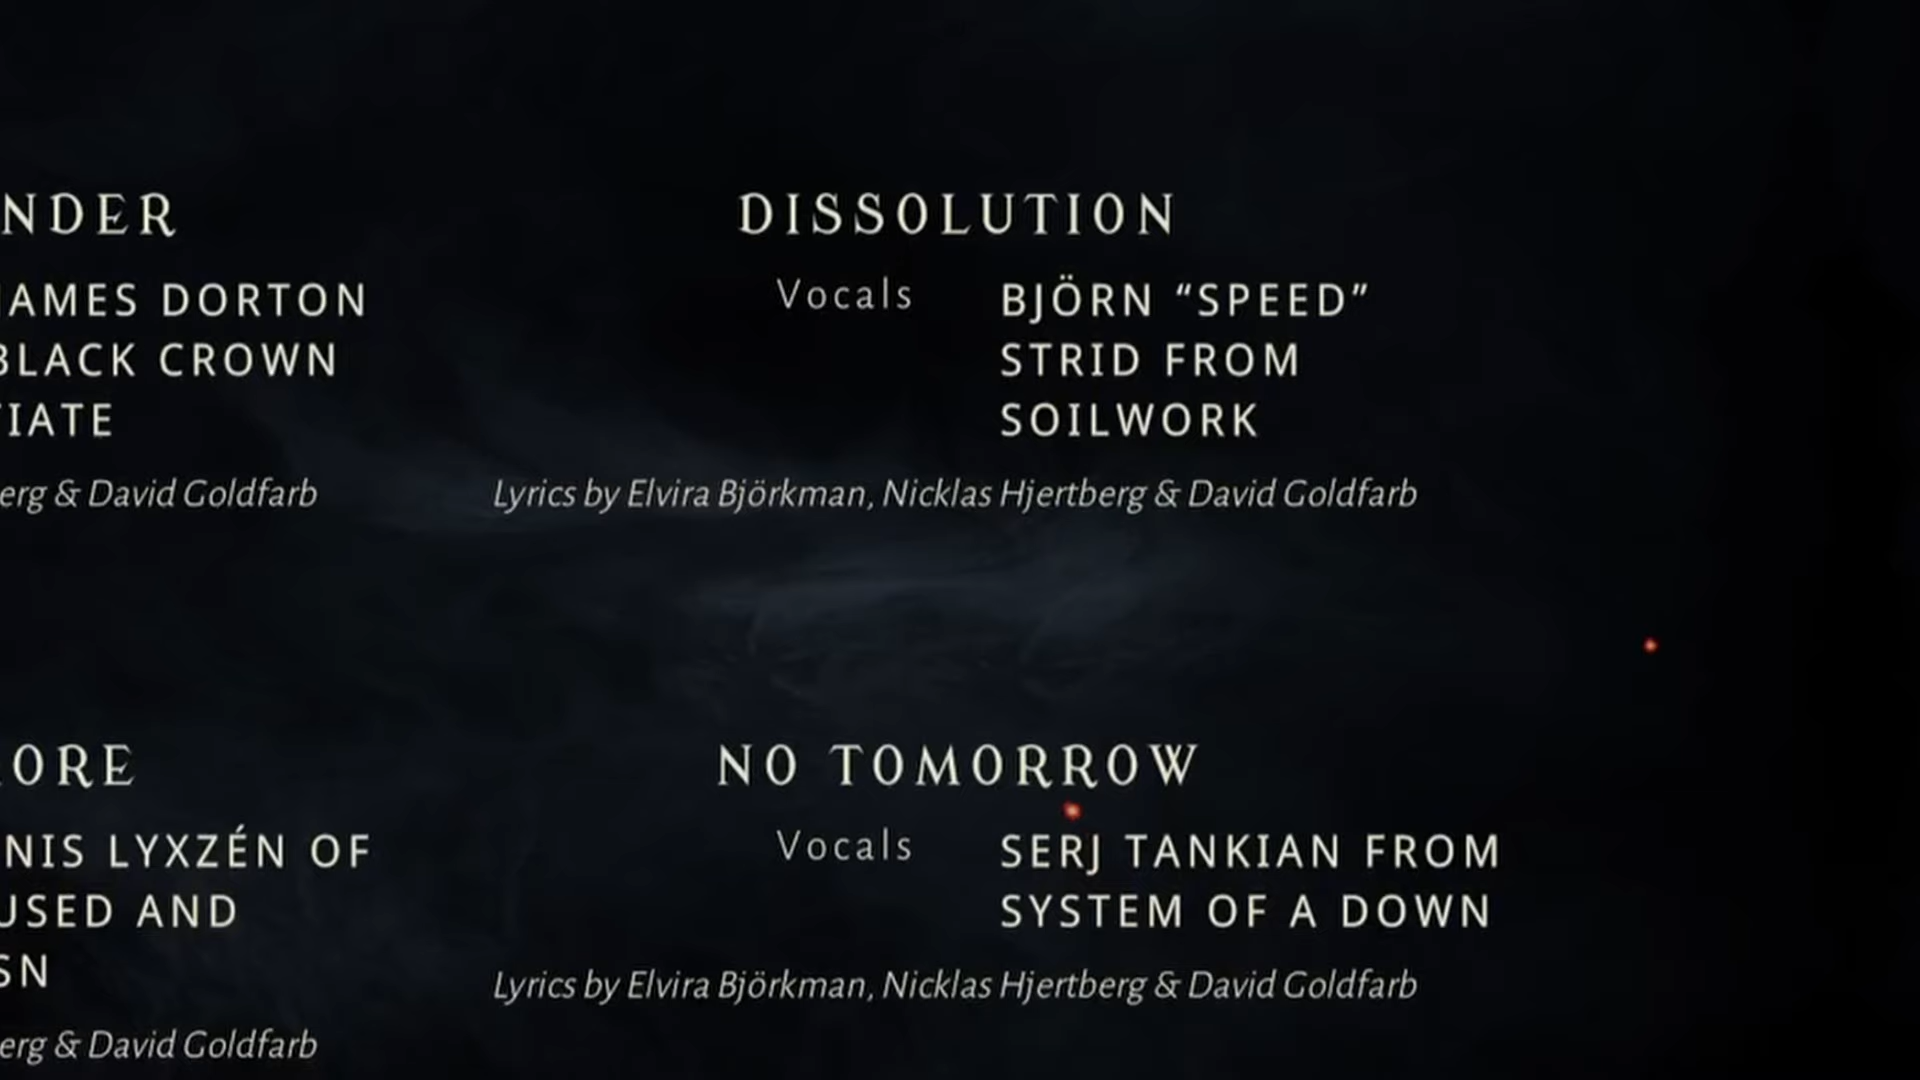 NDER
AMES DORTON
BLACK CROWN
IATE
erg & David Goldfarb
DISSOLUTION
Vocals BJÖRN “SPEED”
STRID FROM
SOILWORK
Lyrics by Elvira Björkman, Nicklas Hjertberg & David Goldfarb
ORE
NIS LYXZÉN OF
USED AND
SN
erg & David Goldfarb
NO TOMORROW
Vocals SERJ TANKIAN FROM
SYSTEM OF A DOWN
Lyrics by Elvira Björkman, Nicklas Hjertberg & David Goldfarb